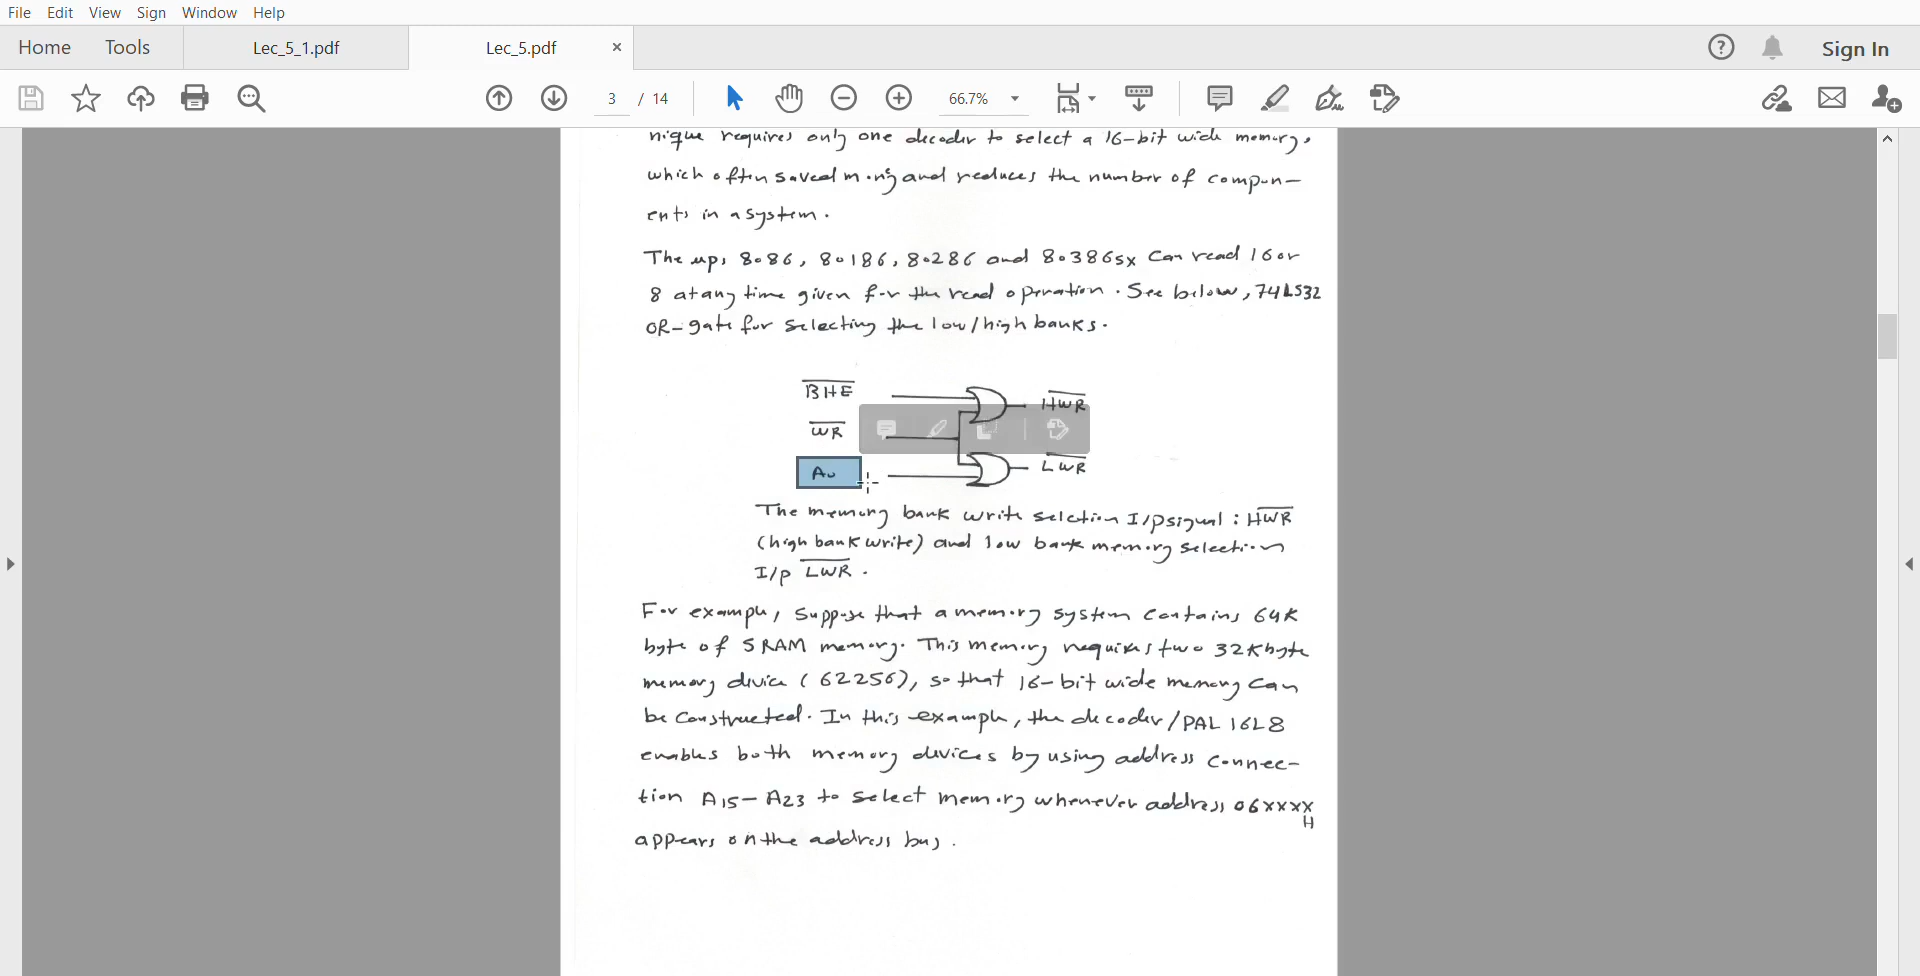 File Edit View Sign Window Help
Home Tools Lec_5_1.pdf Lec_5.pdf × Sign In
3 / 14 66.7%
nique requires only one decoder to select a 16-bit wide memory,
which often saved money and reduces the number of compon-
ents in a system.
The μps 8086, 80186, 80286 and 80386sx can read 16 or
8 at any time given for the read operation. See below, 74LS32
OR-gate for selecting the low/high banks.
BHE HWR
WR
A0 LWR
The memory bank write selection I/p signal: HWR
(high bank write) and low bank memory selection
I/p LWR.
For example, suppose that a memory system contains 64K
byte of SRAM memory. This memory requires two 32Kbyte
memory device (62256), so that 16-bit wide memory can
be constructed. In this example, the decoder/PAL 16L8
enables both memory devices by using address connec-
tion A15-A23 to select memory whenever address 06XXXX
H
appears on the address bus.